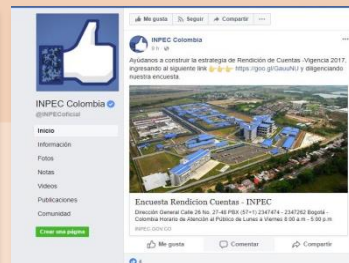 INPEC Colombia
@INPECoficial
Inicio
Información
Fotos
Notas
Videos
Publicaciones
Comunidad
Crear una página
Me gusta Seguir Compartir ...
INPEC Colombia
8 h ·
Ayúdanos a construir la estrategia de Rendición de Cuentas -Vigencia 2017,
ingresando al siguiente link https://goo.gl/GauuNU y diligenciando
nuestra encuesta.
Encuesta Rendicion Cuentas - INPEC
Dirección General Calle 26 No. 27-48 PBX (57+1) 2347474 - 2347262 Bogotá -
Colombia Horario de Atención al Público de Lunes a Viernes 8:00 a.m - 5:00 p.m
INPEC.GOV.CO
Me gusta Comentar Compartir